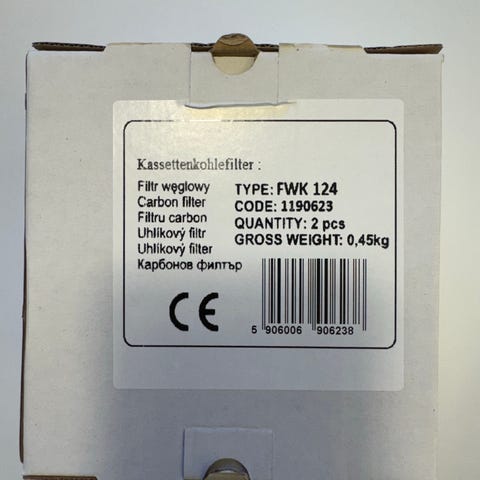 Kassettenkohlefilter :
Filtr węglowy
Carbon filter
Filtru carbon
Uhlíkový filtr
Uhlíkový filter
Карбонов филтър
TYPE: FWK 124
CODE: 1190623
QUANTITY: 2 pcs
GROSS WEIGHT: 0,45kg
CE
5 906006 906238